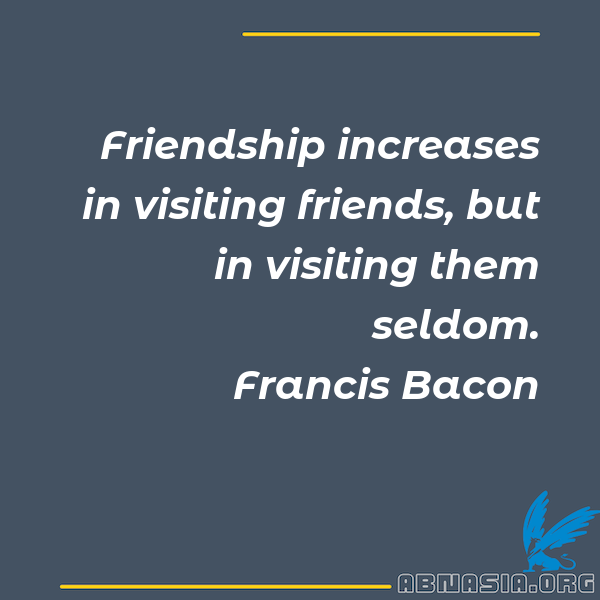 Friendship increases
in visiting friends, but
in visiting them
seldom.
Francis Bacon
ABNASIA.ORG